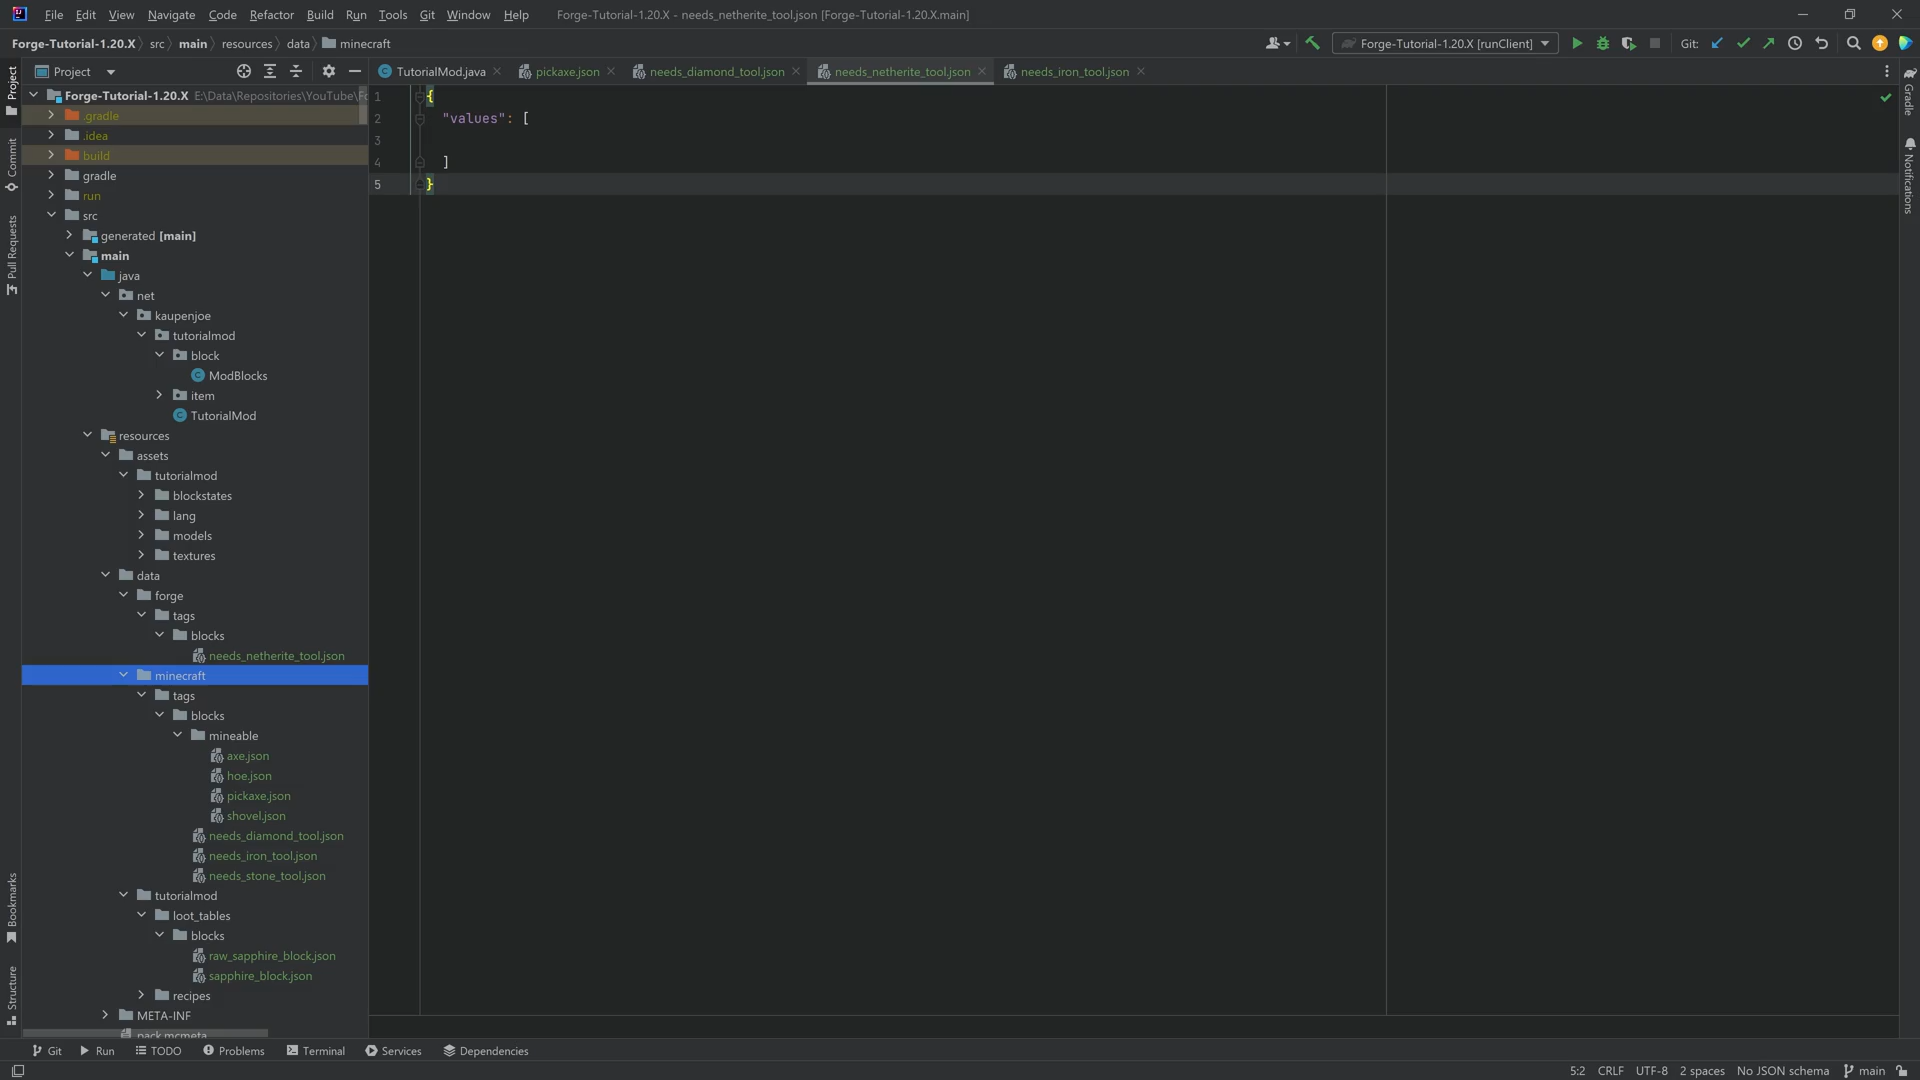 File Edit View Navigate Code Refactor Build Run Tools Git Window Help Forge-Tutorial-1.20.X - needs_netherite_tool.json [Forge-Tutorial-1.20.X.main]
Forge-Tutorial-1.20.X src main resources data minecraft
Forge-Tutorial-1.20.X [runClient] Git:
Project
TutorialMod.java pickaxe.json needs_diamond_tool.json needs_netherite_tool.json needs_iron_tool.json
Forge-Tutorial-1.20.X E:\Data\Repositories\YouTube\Fo
.gradle
.idea
build
gradle
run
src
generated [main]
main
java
net
kaupenjoe
tutorialmod
block
ModBlocks
item
TutorialMod
resources
assets
tutorialmod
blockstates
lang
models
textures
data
forge
tags
blocks
needs_netherite_tool.json
minecraft
tags
blocks
mineable
axe.json
hoe.json
pickaxe.json
shovel.json
needs_diamond_tool.json
needs_iron_tool.json
needs_stone_tool.json
tutorialmod
loot_tables
blocks
raw_sapphire_block.json
sapphire_block.json
recipes
META-INF
pack.mcmeta
1 {
2 "values": [
3
4 ]
5 }
Project
Commit
Pull Requests
Bookmarks
Structure
Gradle
Notifications
Git Run TODO Problems Terminal Services Dependencies
5:2 CRLF UTF-8 2 spaces No JSON schema main